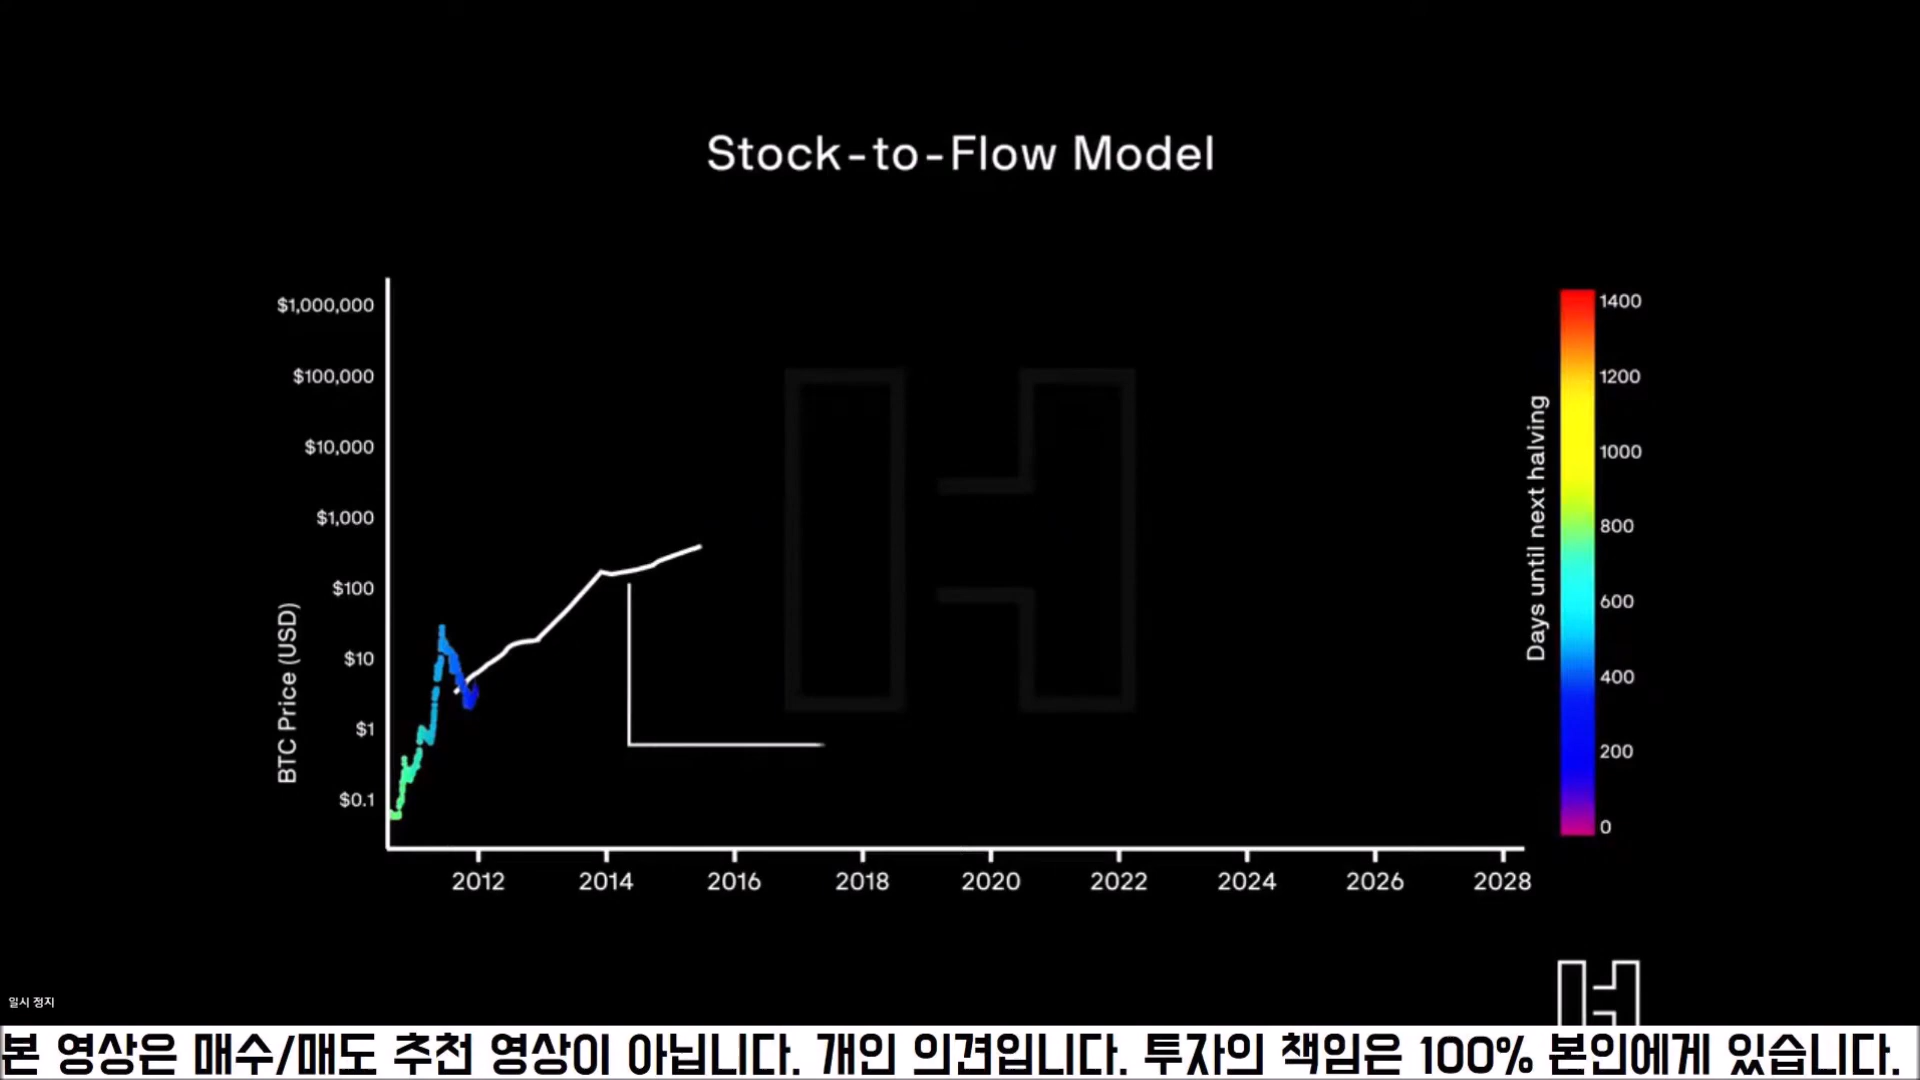 Stock-to-Flow Model
$1,000,000
$100,000
$10,000
$1,000
$100
$10
$1
$0.1
BTC Price (USD)
2012 2014 2016 2018 2020 2022 2024 2026 2028
Days until next halving
1400
1200
1000
800
600
400
200
0
일시 정지
본 영상은 매수/매도 추천 영상이 아닙니다. 개인 의견입니다. 투자의 책임은 100% 본인에게 있습니다.